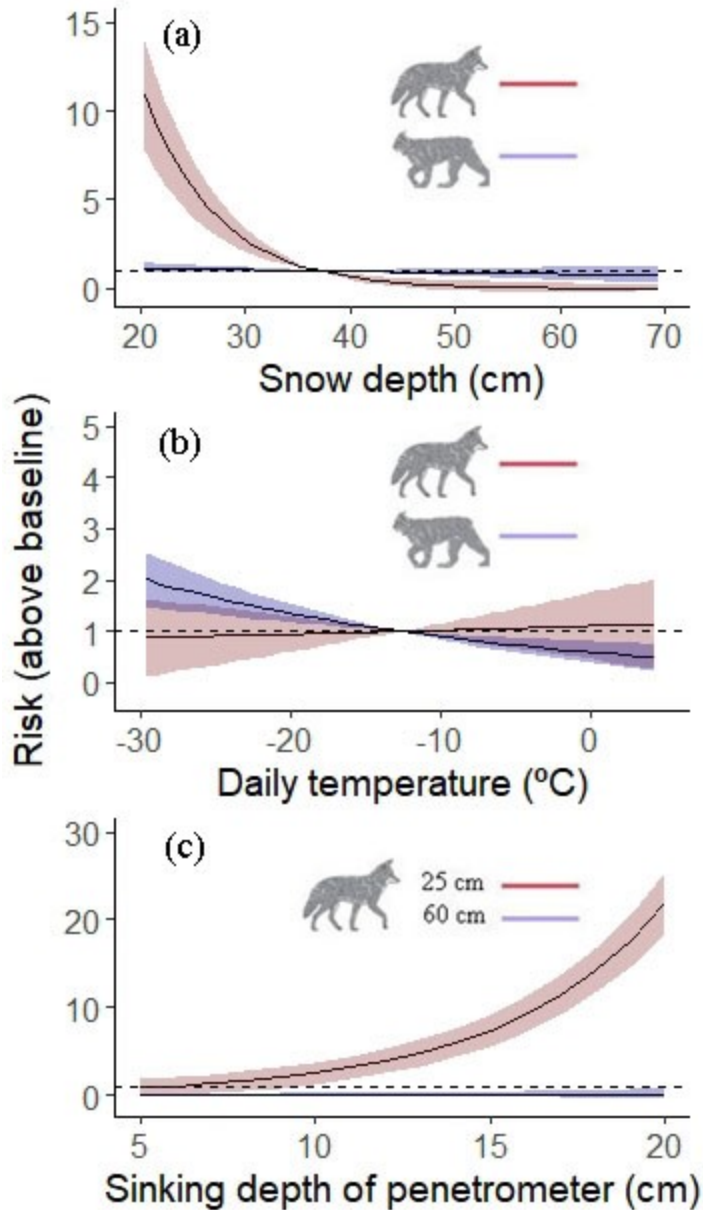 Risk (above baseline)
(a)
15
10
5
0
20 30 40 50 60 70
Snow depth (cm)
(b)
5
4
3
2
1
0
-30 -20 -10 0
Daily temperature (ºC)
(c)
30
25 cm
60 cm
20
10
0
5 10 15 20
Sinking depth of penetrometer (cm)